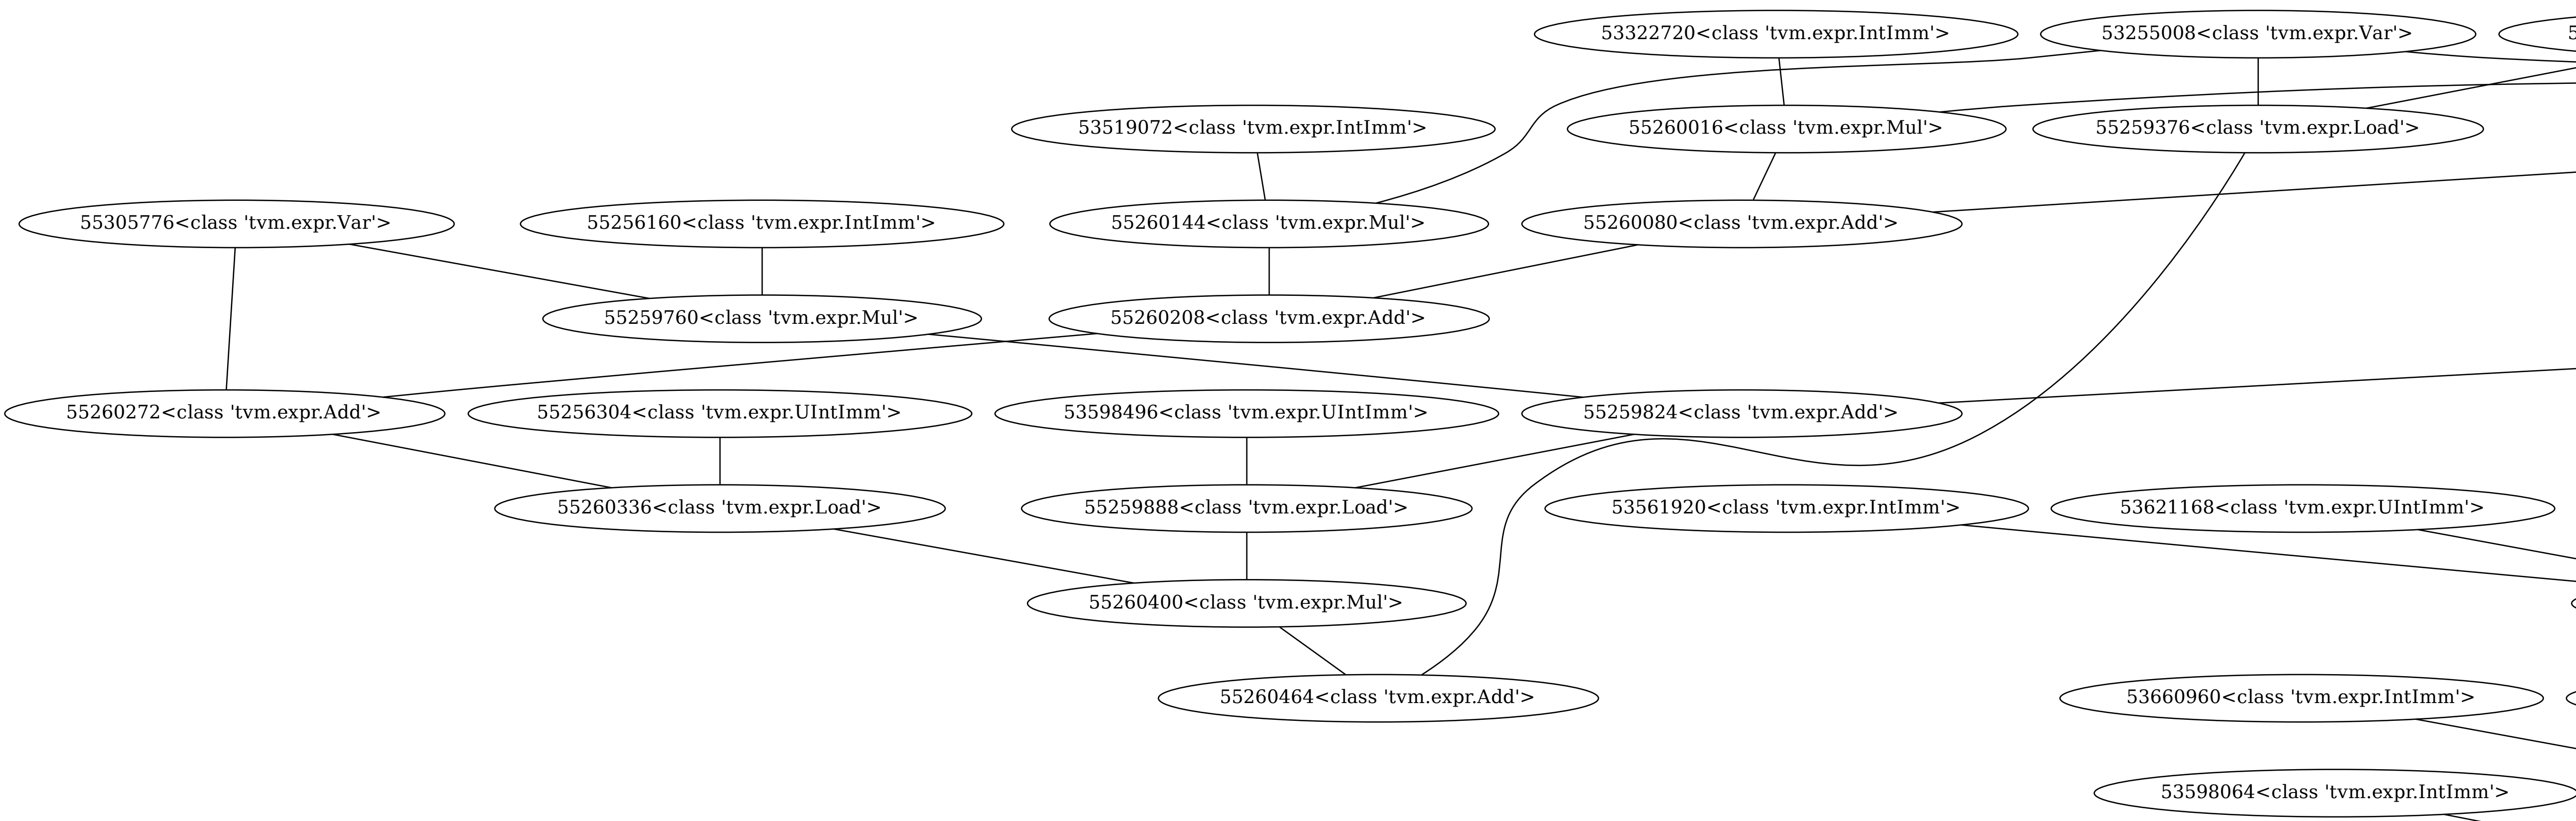 53322720<class 'tvm.expr.IntImm'>
53255008<class 'tvm.expr.Var'>
5
53519072<class 'tvm.expr.IntImm'>
55260016<class 'tvm.expr.Mul'>
55259376<class 'tvm.expr.Load'>
55305776<class 'tvm.expr.Var'>
55256160<class 'tvm.expr.IntImm'>
55260144<class 'tvm.expr.Mul'>
55260080<class 'tvm.expr.Add'>
55259760<class 'tvm.expr.Mul'>
55260208<class 'tvm.expr.Add'>
55260272<class 'tvm.expr.Add'>
55256304<class 'tvm.expr.UIntImm'>
53598496<class 'tvm.expr.UIntImm'>
55259824<class 'tvm.expr.Add'>
55260336<class 'tvm.expr.Load'>
55259888<class 'tvm.expr.Load'>
53561920<class 'tvm.expr.IntImm'>
53621168<class 'tvm.expr.UIntImm'>
55260400<class 'tvm.expr.Mul'>
55260464<class 'tvm.expr.Add'>
53660960<class 'tvm.expr.IntImm'>
53598064<class 'tvm.expr.IntImm'>